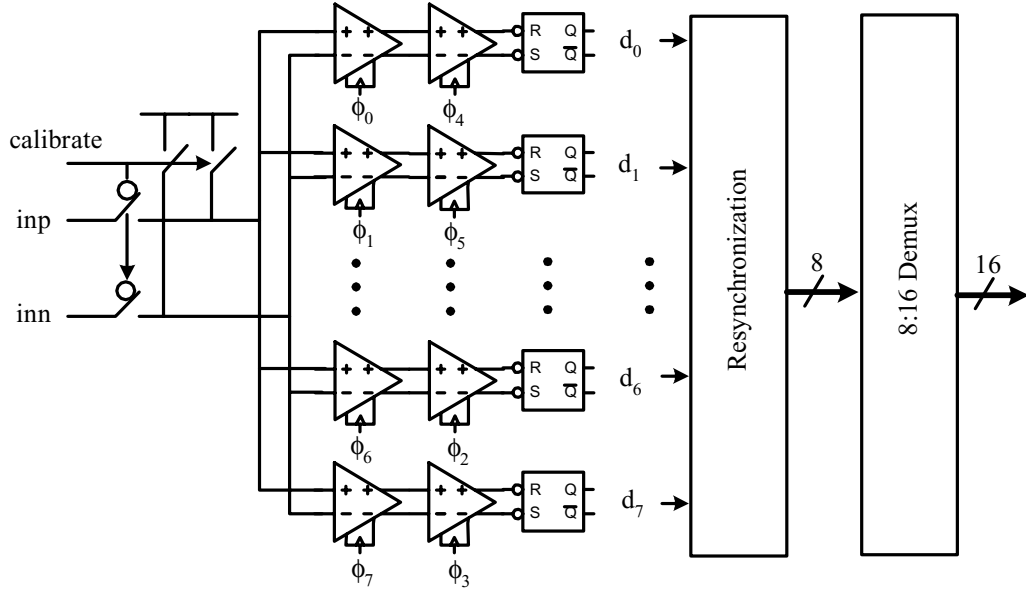 R Q
S Q̅
d₀
ϕ₀ ϕ₄
calibrate
R Q
S Q̅
d₁
inp
ϕ₁ ϕ₅
inn
R Q
S Q̅
d₆
ϕ₆ ϕ₂
R Q
S Q̅
d₇
ϕ₇ ϕ₃
Resynchronization
8
8:16 Demux
16